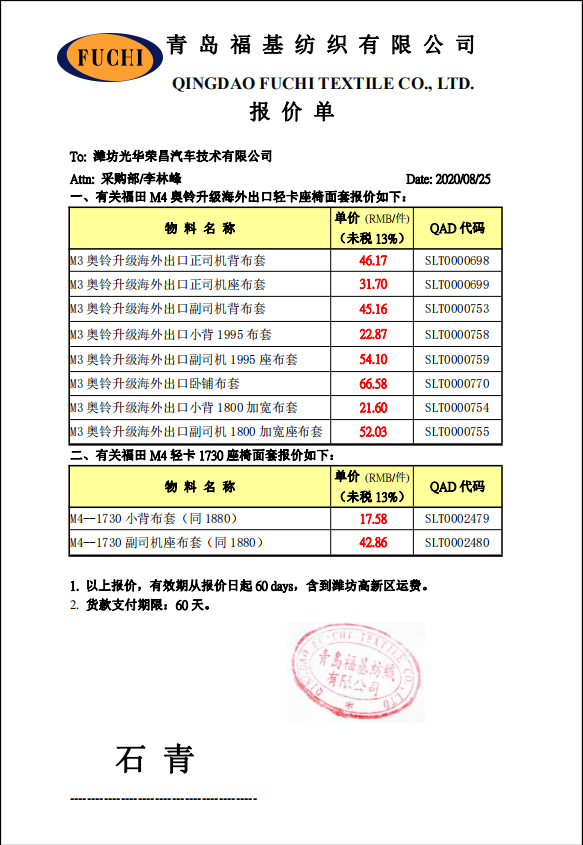 FUCHI
青岛福基纺织有限公司
QINGDAO FUCHI TEXTILE CO., LTD.
报价单
To: 潍坊光华荣昌汽车技术有限公司
Attn: 采购部/李林峰 Date: 2020/08/25
一、有关福田 M4 奥铃升级海外出口轻卡座椅面套报价如下：
物 料 名 称 单价 (RMB/件) （未税 13%） QAD 代码
M3 奥铃升级海外出口正司机背布套 46.17 SLT0000698
M3 奥铃升级海外出口正司机座布套 31.70 SLT0000699
M3 奥铃升级海外出口副司机背布套 45.16 SLT0000753
M3 奥铃升级海外出口小背 1995 布套 22.87 SLT0000758
M3 奥铃升级海外出口副司机 1995 座布套 54.10 SLT0000759
M3 奥铃升级海外出口卧铺布套 66.58 SLT0000770
M3 奥铃升级海外出口小背 1800 加宽布套 21.60 SLT0000754
M3 奥铃升级海外出口副司机 1800 加宽座布套 52.03 SLT0000755
二、有关福田 M4 轻卡 1730 座椅面套报价如下：
物 料 名 称 单价 (RMB/件) （未税 13%） QAD 代码
M4--1730 小背布套（同 1880） 17.58 SLT0002479
M4--1730 副司机座布套（同 1880） 42.86 SLT0002480
1. 以上报价，有效期从报价日起 60 days，含到潍坊高新区运费。
2. 货款支付期限：60 天。
QINGDAO FU-CHI TEXTILE CO., LTD
青島福基紡織
有限公司
石 青